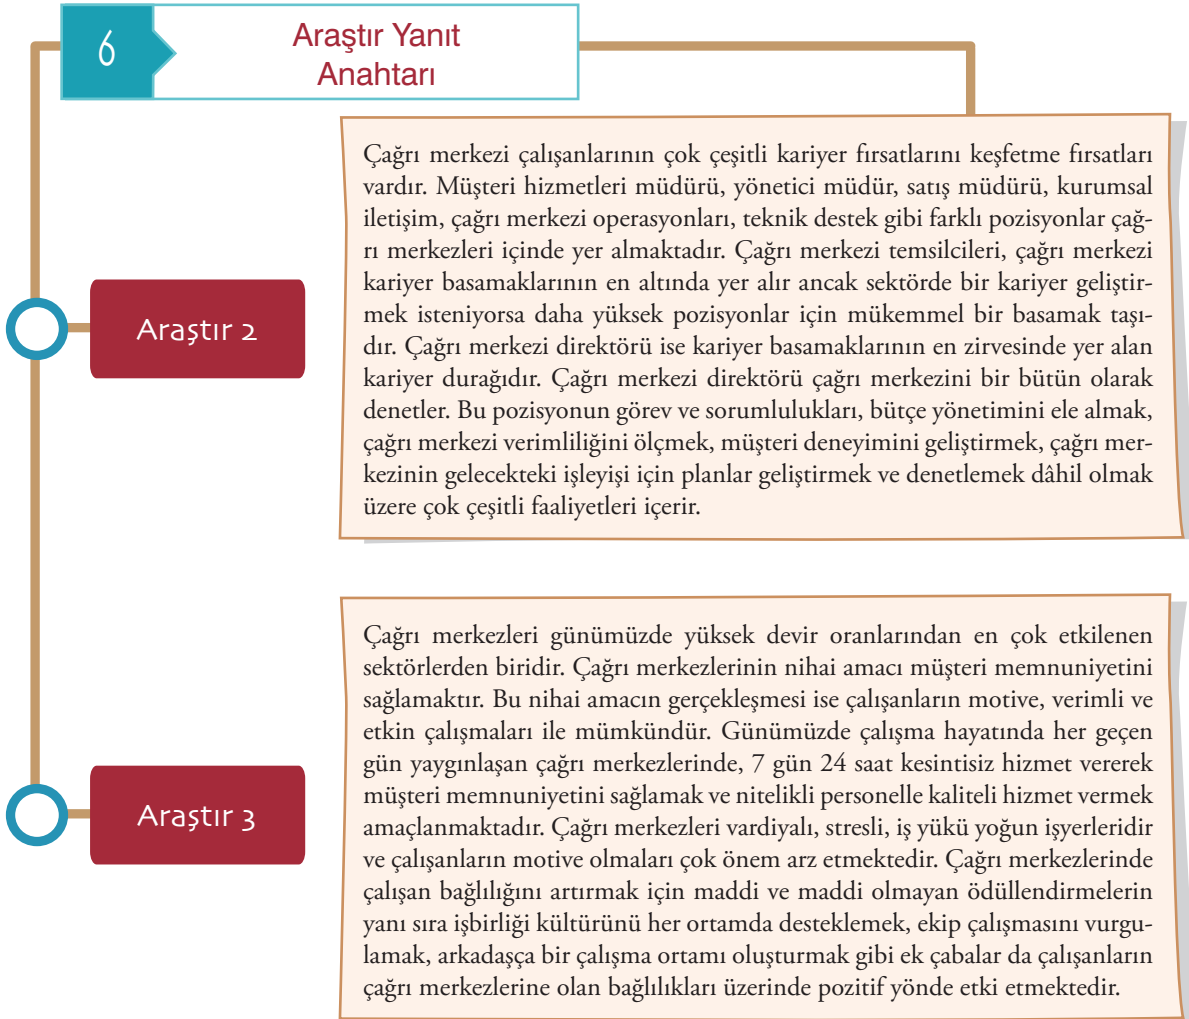 6
Araştır Yanıt
Anahtarı
Araştır 2
Çağrı merkezi çalışanlarının çok çeşitli kariyer fırsatlarını keşfetme fırsatları
vardır. Müşteri hizmetleri müdürü, yönetici müdür, satış müdürü, kurumsal
iletişim, çağrı merkezi operasyonları, teknik destek gibi farklı pozisyonlar çağ-
rı merkezleri içinde yer almaktadır. Çağrı merkezi temsilcileri, çağrı merkezi
kariyer basamaklarının en altında yer alır ancak sektörde bir kariyer geliştir-
mek isteniyorsa daha yüksek pozisyonlar için mükemmel bir basamak taşı-
dır. Çağrı merkezi direktörü ise kariyer basamaklarının en zirvesinde yer alan
kariyer durağıdır. Çağrı merkezi direktörü çağrı merkezini bir bütün olarak
denetler. Bu pozisyonun görev ve sorumlulukları, bütçe yönetimini ele almak,
çağrı merkezi verimliliğini ölçmek, müşteri deneyimini geliştirmek, çağrı mer-
kezinin gelecekteki işleyişi için planlar geliştirmek ve denetlemek dâhil olmak
üzere çok çeşitli faaliyetleri içerir.
Araştır 3
Çağrı merkezleri günümüzde yüksek devir oranlarından en çok etkilenen
sektörlerden biridir. Çağrı merkezlerinin nihai amacı müşteri memnuniyetini
sağlamaktır. Bu nihai amacın gerçekleşmesi ise çalışanların motive, verimli ve
etkin çalışmaları ile mümkündür. Günümüzde çalışma hayatında her geçen
gün yaygınlaşan çağrı merkezlerinde, 7 gün 24 saat kesintisiz hizmet vererek
müşteri memnuniyetini sağlamak ve nitelikli personelle kaliteli hizmet vermek
amaçlanmaktadır. Çağrı merkezleri vardiyalı, stresli, iş yükü yoğun işyerleridir
ve çalışanların motive olmaları çok önem arz etmektedir. Çağrı merkezlerinde
çalışan bağlılığını artırmak için maddi ve maddi olmayan ödüllendirmelerin
yanı sıra işbirliği kültürünü her ortamda desteklemek, ekip çalışmasını vurgu-
lamak, arkadaşça bir çalışma ortamı oluşturmak gibi ek çabalar da çalışanların
çağrı merkezlerine olan bağlılıkları üzerinde pozitif yönde etki etmektedir.